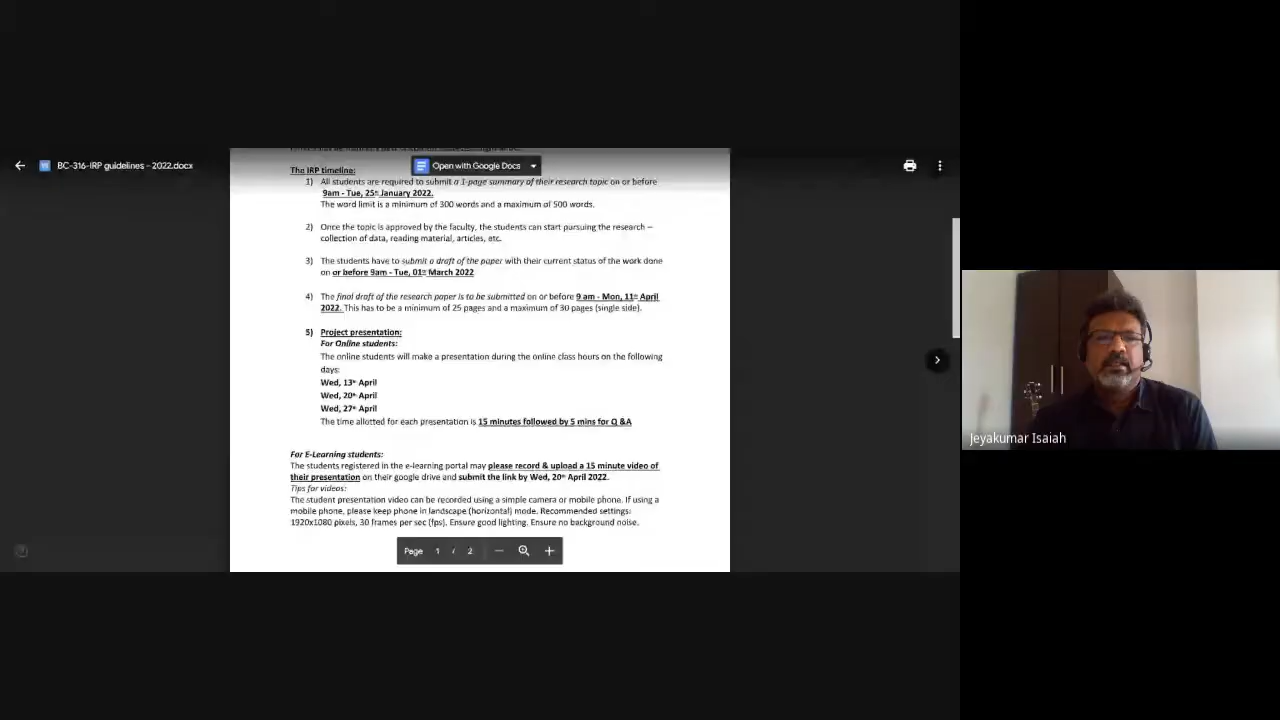 BC-316-IRP guidelines - 2022.docx
Open with Google Docs
The IRP timeline:
1) All students are required to submit a 1-page summary of their research topic on or before
9am - Tue, 25st January 2022.
The word limit is a minimum of 300 words and a maximum of 500 words.
2) Once the topic is approved by the faculty, the students can start pursuing the research –
collection of data, reading material, articles, etc.
3) The students have to submit a draft of the paper with their current status of the work done
on or before 9am - Tue, 01st March 2022
4) The final draft of the research paper is to be submitted on or before 9 am - Mon, 11th April
2022. This has to be a minimum of 25 pages and a maximum of 30 pages (single side).
5) Project presentation:
For Online students:
The online students will make a presentation during the online class hours on the following
days:
Wed, 13th April
Wed, 20th April
Wed, 27th April
The time allotted for each presentation is 15 minutes followed by 5 mins for Q &A
For E-Learning students:
The students registered in the e-learning portal may please record & upload a 15 minute video of
their presentation on their google drive and submit the link by Wed, 20th April 2022.
Tips for videos:
The student presentation video can be recorded using a simple camera or mobile phone. If using a
mobile phone, please keep phone in landscape (horizontal) mode. Recommended settings:
1920x1080 pixels, 30 frames per sec (fps). Ensure good lighting. Ensure no background noise.
Page 1 / 2
Jeyakumar Isaiah